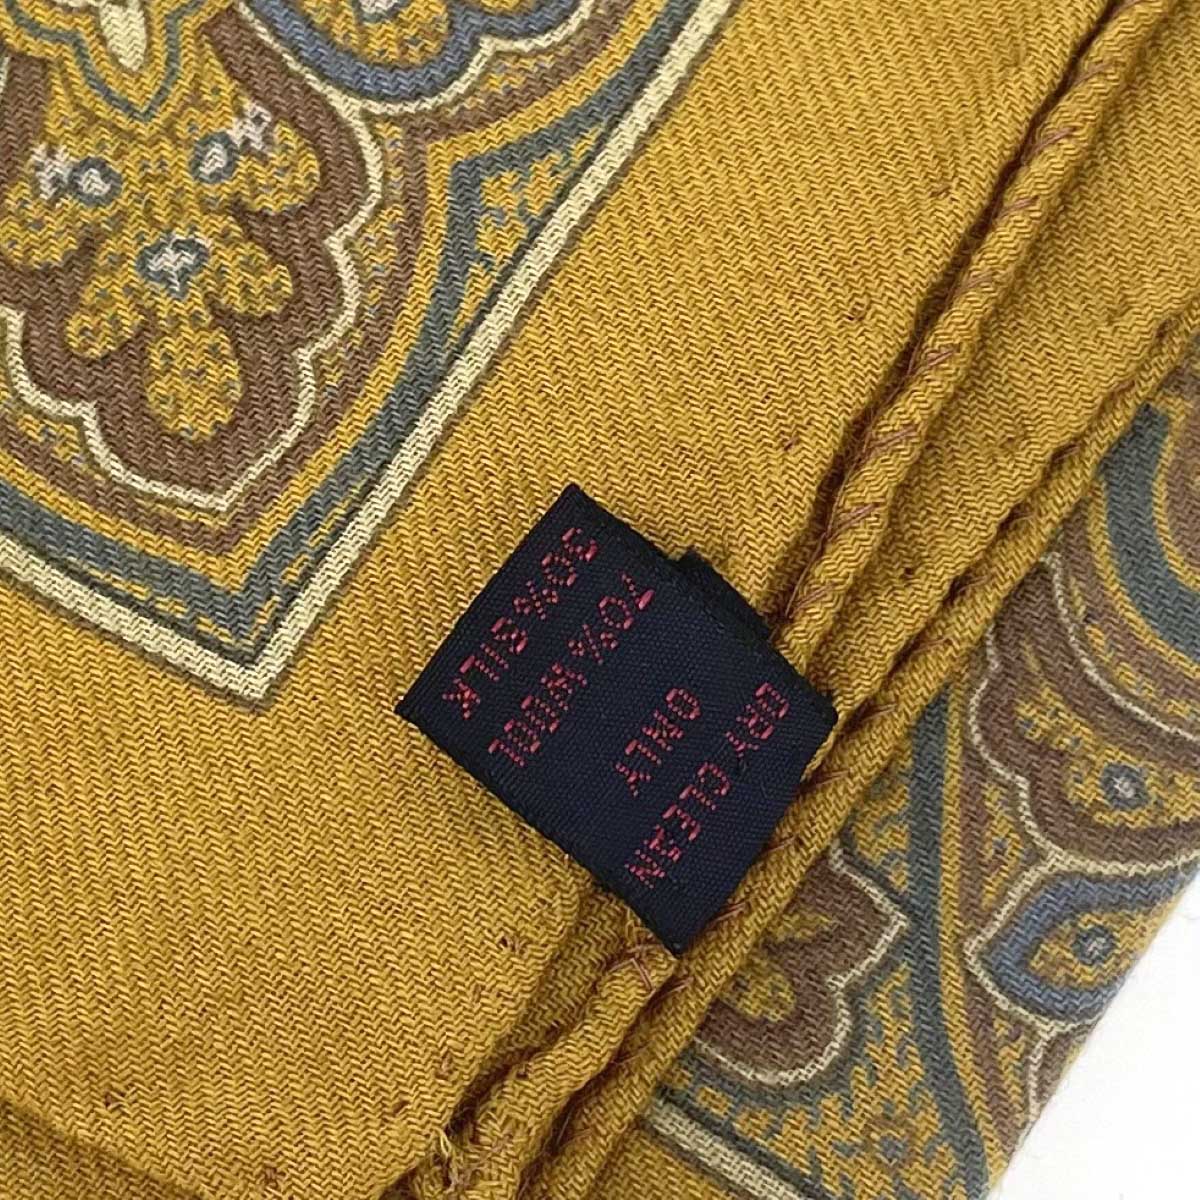 30% SILK
70% WOOL
ONLY
DRY CLEAN